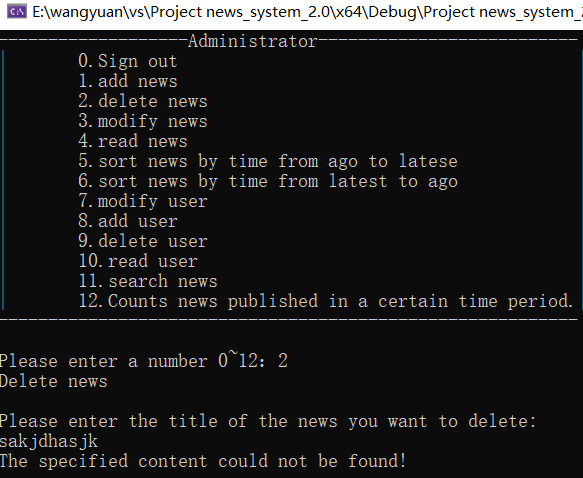 E:\wangyuan\vs\Project news_system_2.0\x64\Debug\Project news_system_
-------------------Administrator--------------------------
0.Sign out
1.add news
2.delete news
3.modify news
4.read news
5.sort news by time from ago to latese
6.sort news by time from latest to ago
7.modify user
8.add user
9.delete user
10.read user
11.search news
12.Counts news published in a certain time period.
----------------------------------------------------------
Please enter a number 0~12: 2
Delete news
Please enter the title of the news you want to delete:
sakjdhasjk
The specified content could not be found!